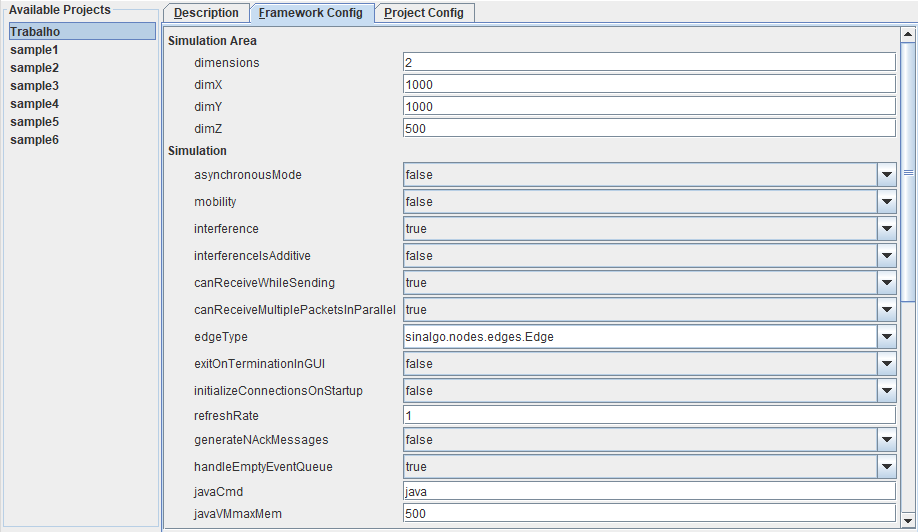 Available Projects
Trabalho
sample1
sample2
sample3
sample4
sample5
sample6
Description Framework Config Project Config
Simulation Area
dimensions 2
dimX 1000
dimY 1000
dimZ 500
Simulation
asynchronousMode false
mobility false
interference true
interferenceIsAdditive false
canReceiveWhileSending true
canReceiveMultiplePacketsInParallel true
edgeType sinalgo.nodes.edges.Edge
exitOnTerminationInGUI false
initializeConnectionsOnStartup false
refreshRate 1
generateNAckMessages false
handleEmptyEventQueue true
javaCmd java
javaVMmaxMem 500